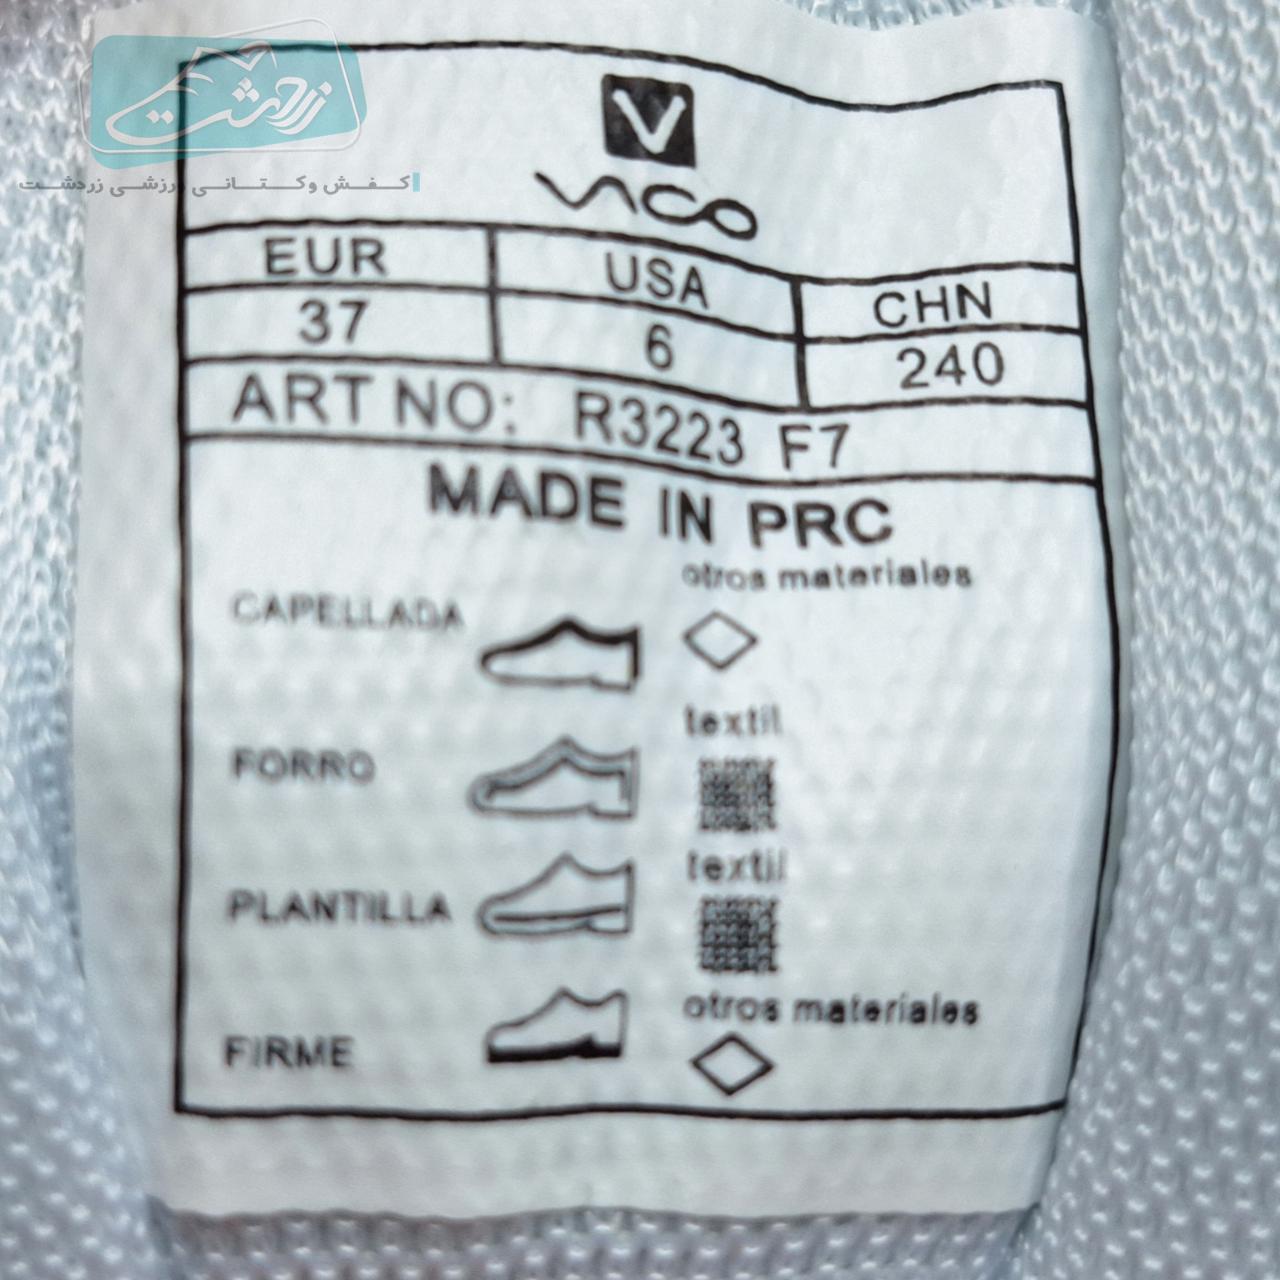 زردشت
کفش و کتانی ورزشی زردشت
V
VICO
EUR USA CHN
37 6 240
ART NO: R3223 F7
MADE IN PRC
otros materiales
CAPELLADA
textil
FORRO
textil
PLANTILLA
otros materiales
FIRME